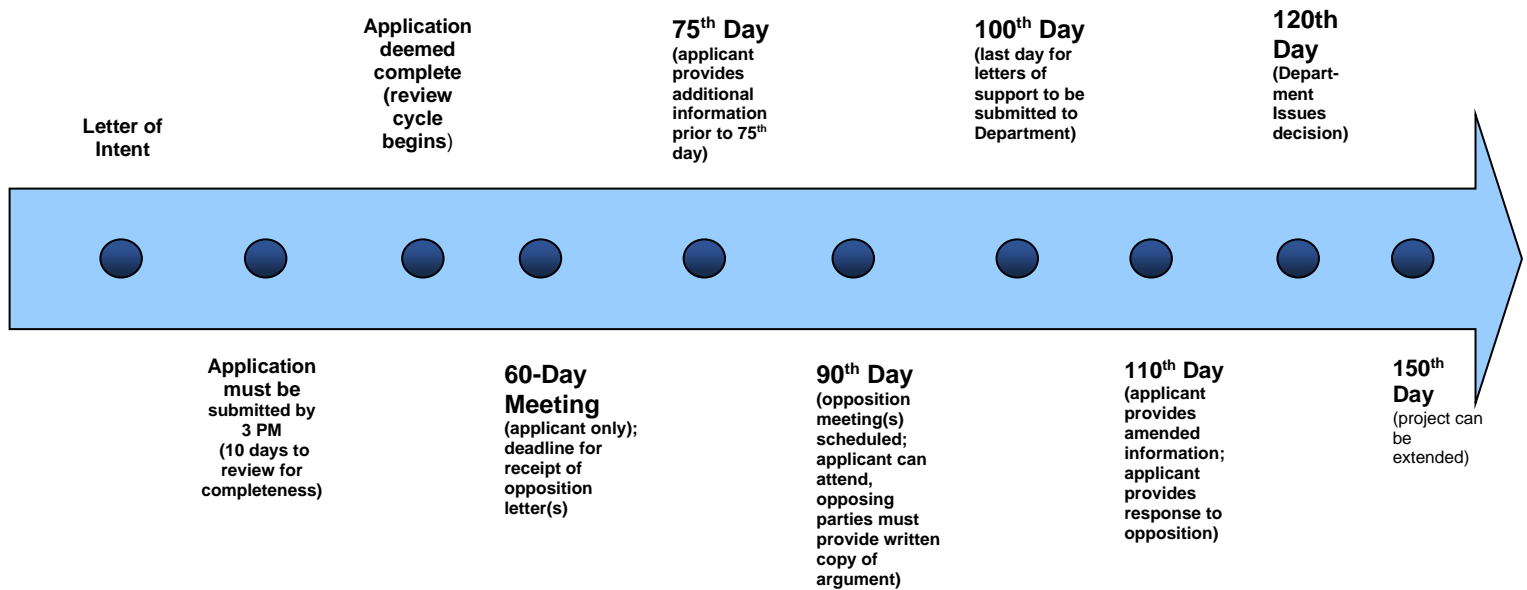 Letter of
Intent
Application
must be
submitted by
3 PM
(10 days to
review for
completeness)
Application
deemed
complete
(review
cycle
begins)
60-Day
Meeting
(applicant only);
deadline for
receipt of
opposition
letter(s)
75th Day
(applicant
provides
additional
information
prior to 75th
day)
90th Day
(opposition
meeting(s)
scheduled;
applicant can
attend,
opposing
parties must
provide written
copy of
argument)
100th Day
(last day for
letters of
support to be
submitted to
Department)
110th Day
(applicant
provides
amended
information;
applicant
provides
response to
opposition)
120th
Day
(Depart-
ment
Issues
decision)
150th
Day
(project can
be
extended)